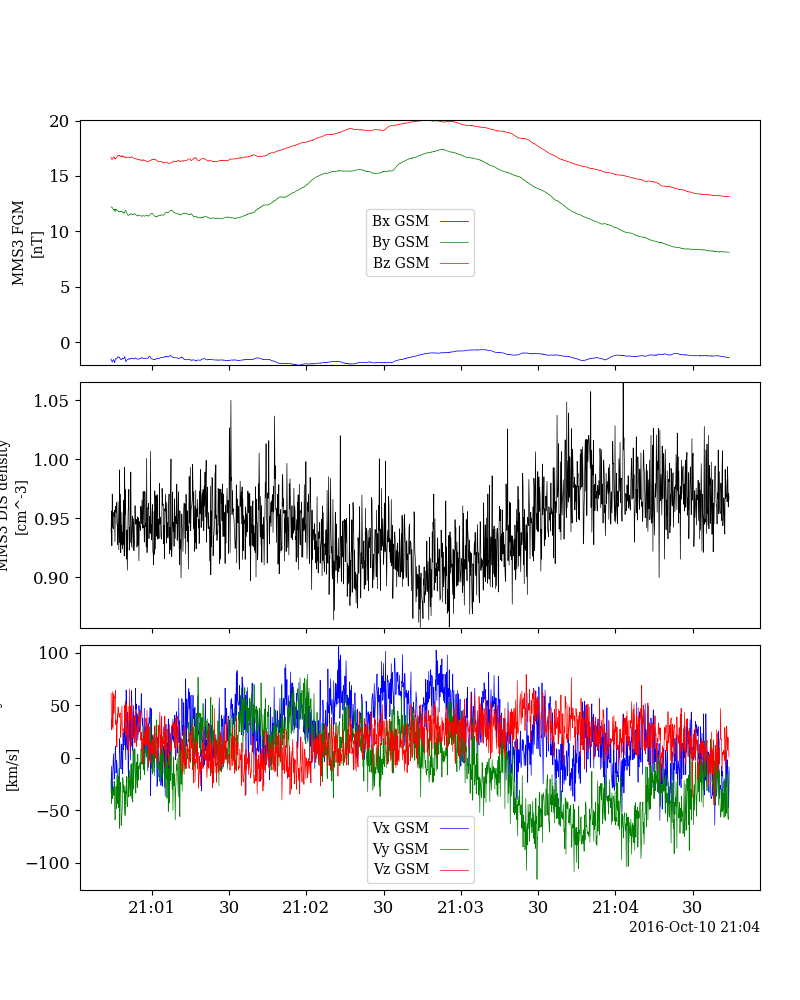 20
15
10
5
0
MMS3 FGM
[nT]
Bx GSM
By GSM
Bz GSM
1.05
1.00
0.95
0.90
MMS3 DIS density
[cm^-3]
100
50
0
−50
−100
[km/s]
Vx GSM
Vy GSM
Vz GSM
21:01 30 21:02 30 21:03 30 21:04 30
2016-Oct-10 21:04